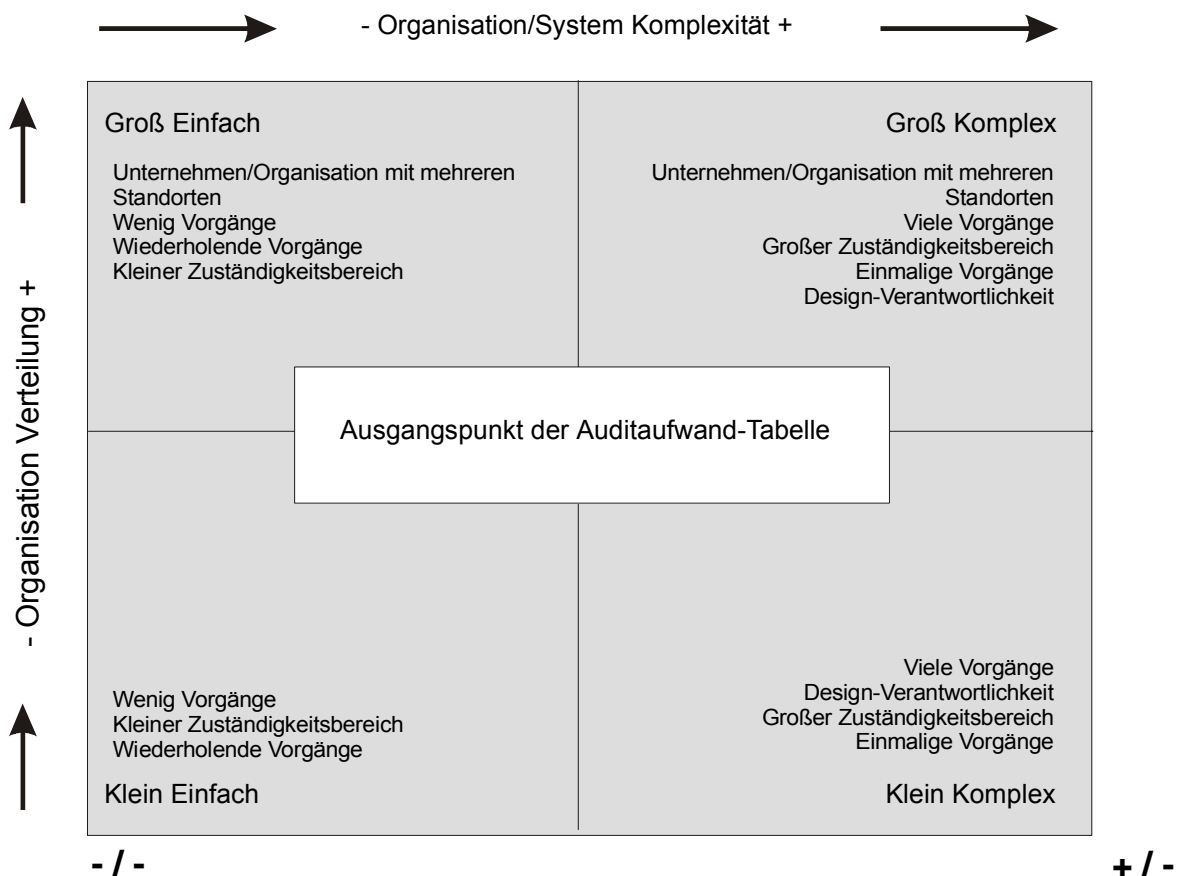 - Organisation/System Komplexität +
- Organisation Verteilung +
Groß Einfach
Unternehmen/Organisation mit mehreren
Standorten
Wenig Vorgänge
Wiederholende Vorgänge
Kleiner Zuständigkeitsbereich
Groß Komplex
Unternehmen/Organisation mit mehreren
Standorten
Viele Vorgänge
Großer Zuständigkeitsbereich
Einmalige Vorgänge
Design-Verantwortlichkeit
Ausgangspunkt der Auditaufwand-Tabelle
Wenig Vorgänge
Kleiner Zuständigkeitsbereich
Wiederholende Vorgänge
Klein Einfach
Viele Vorgänge
Design-Verantwortlichkeit
Großer Zuständigkeitsbereich
Einmalige Vorgänge
Klein Komplex
- / -
+ / -